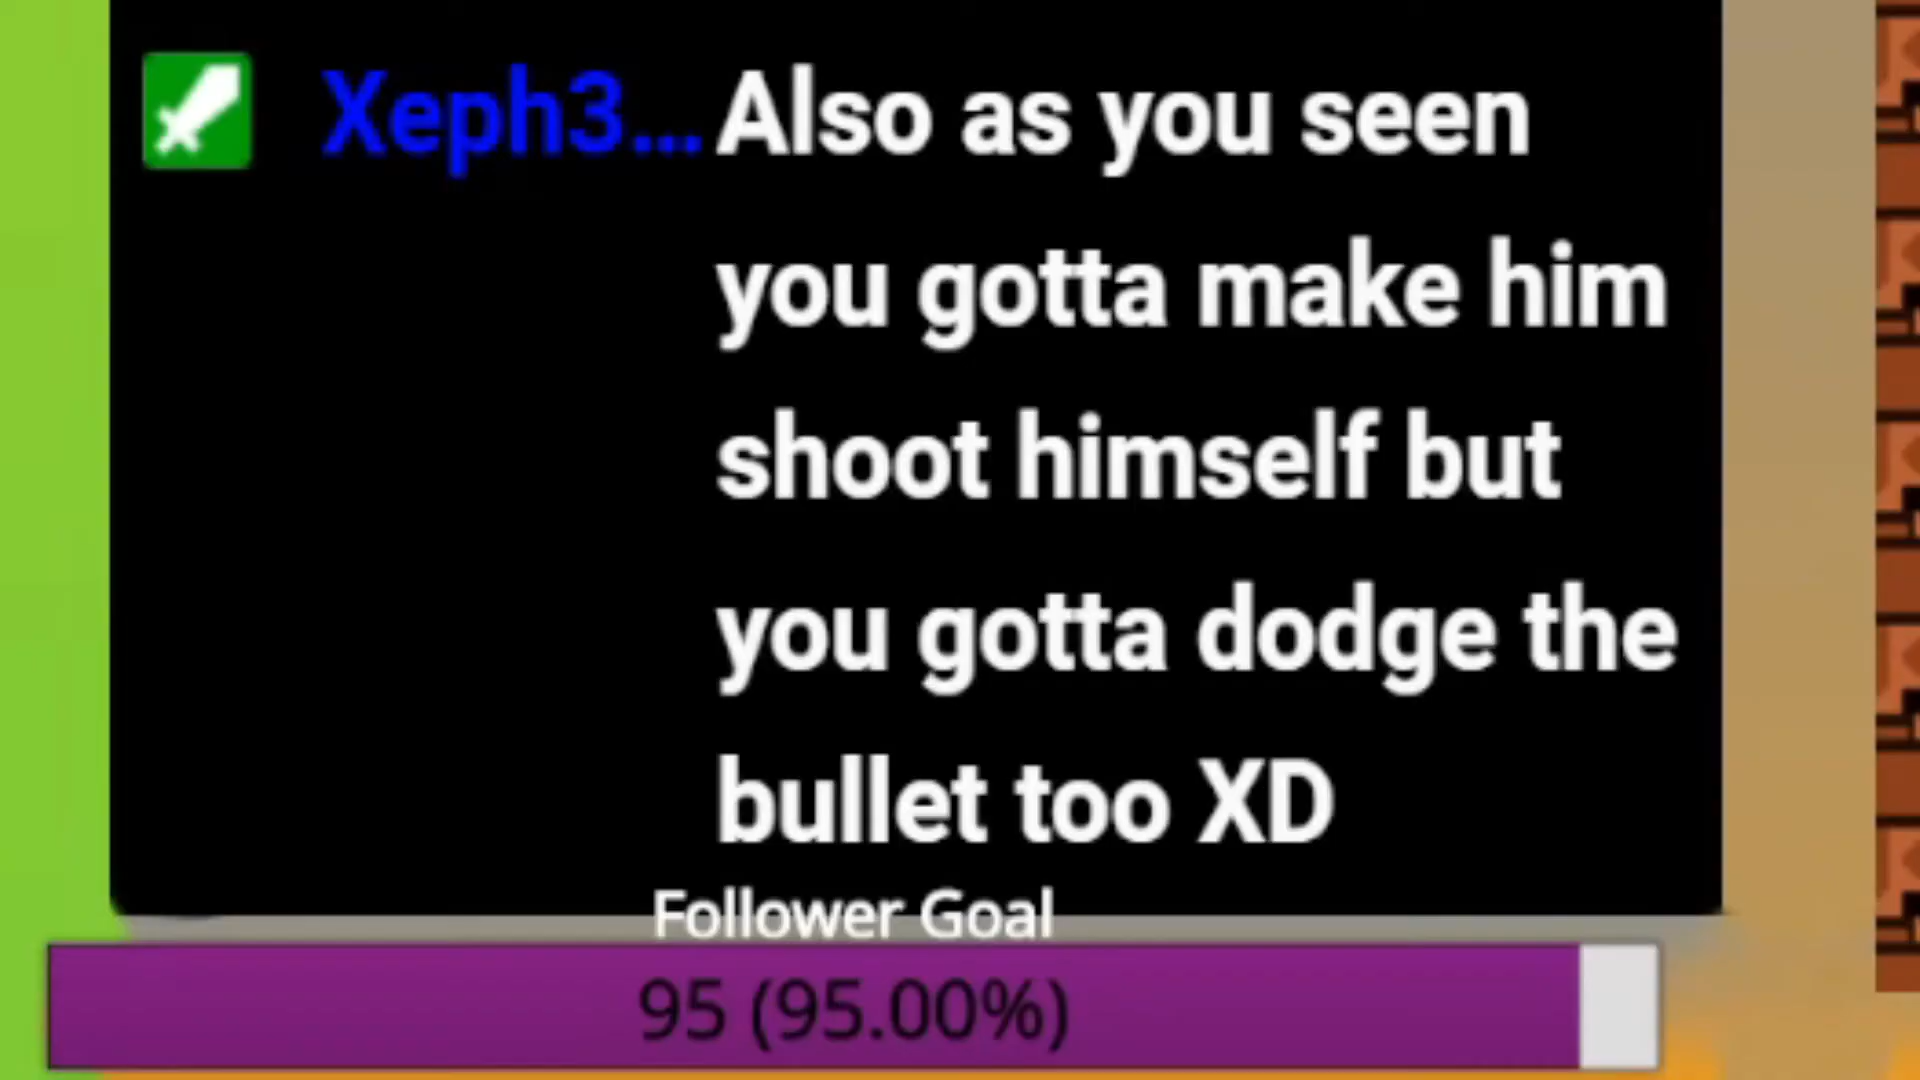 Xeph3... Also as you seen
you gotta make him
shoot himself but
you gotta dodge the
bullet too XD
Follower Goal
95 (95.00%)